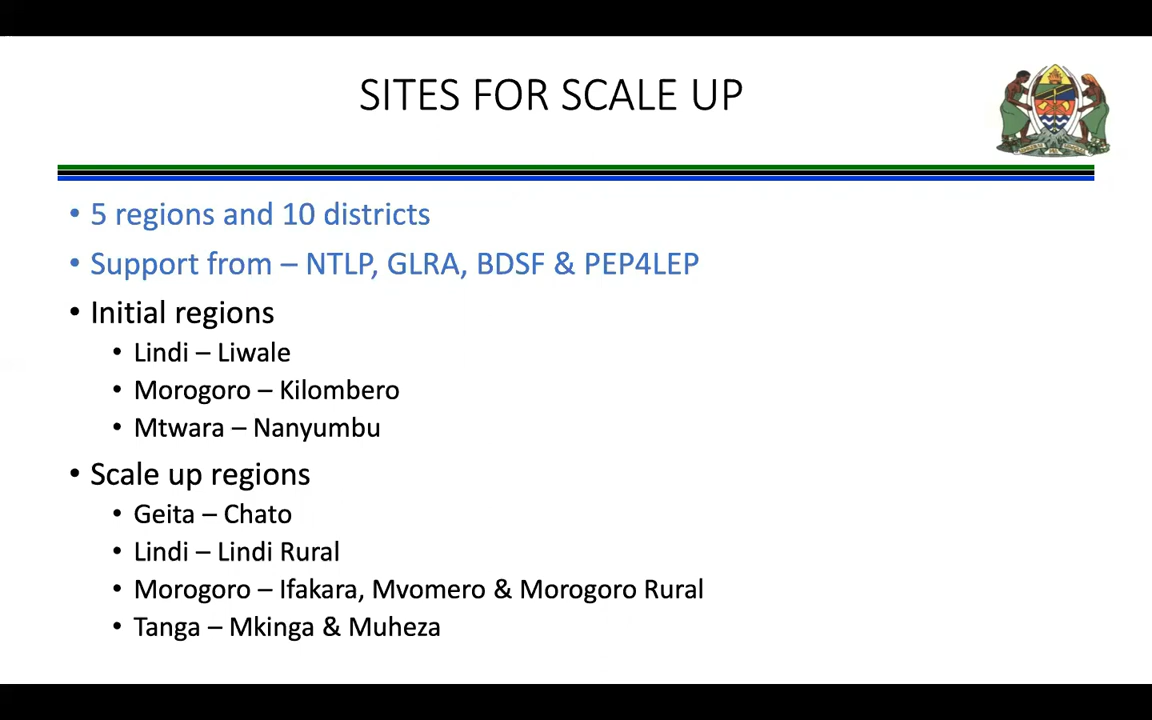 SITES FOR SCALE UP
• 5 regions and 10 districts
• Support from – NTLP, GLRA, BDSF & PEP4LEP
• Initial regions
• Lindi – Liwale
• Morogoro – Kilombero
• Mtwara – Nanyumbu
• Scale up regions
• Geita – Chato
• Lindi – Lindi Rural
• Morogoro – Ifakara, Mvomero & Morogoro Rural
• Tanga – Mkinga & Muheza